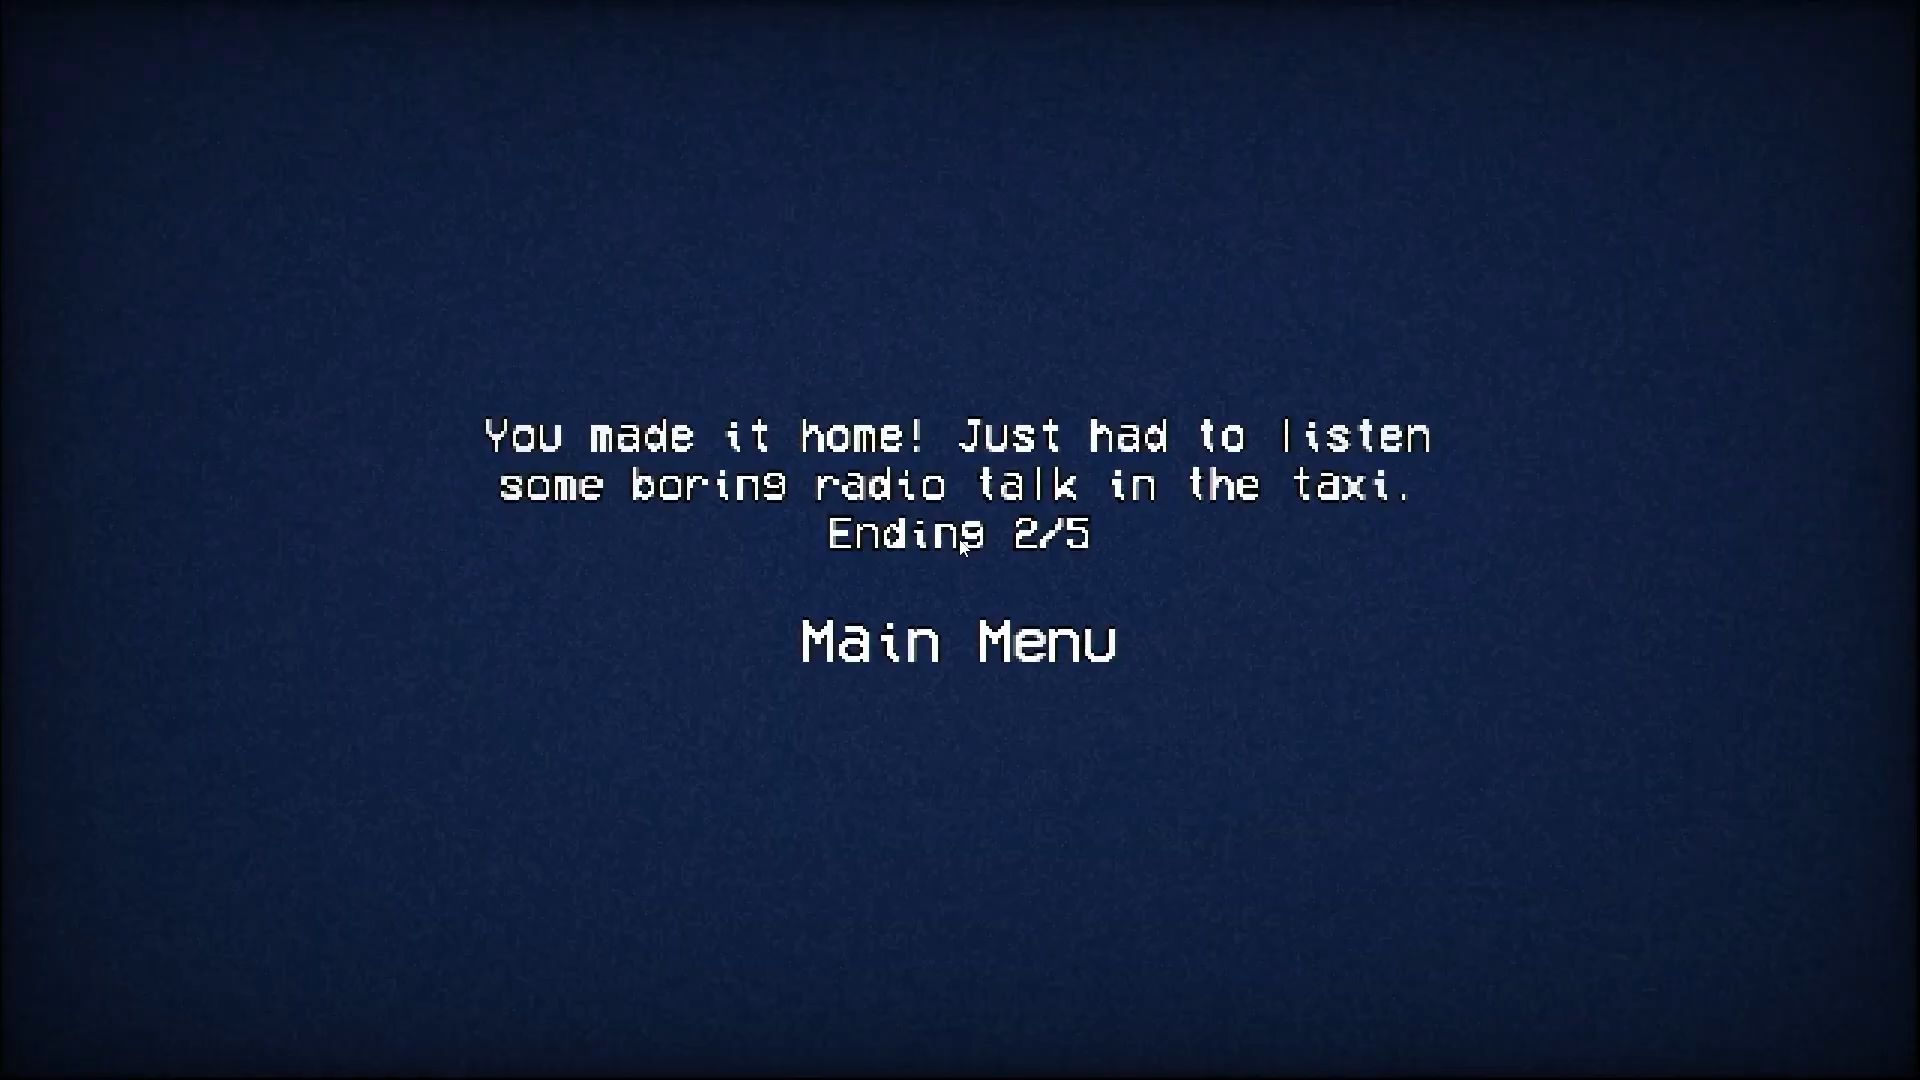 You made it home! Just had to listen
some boring radio talk in the taxi.
Ending 2/5
Main Menu